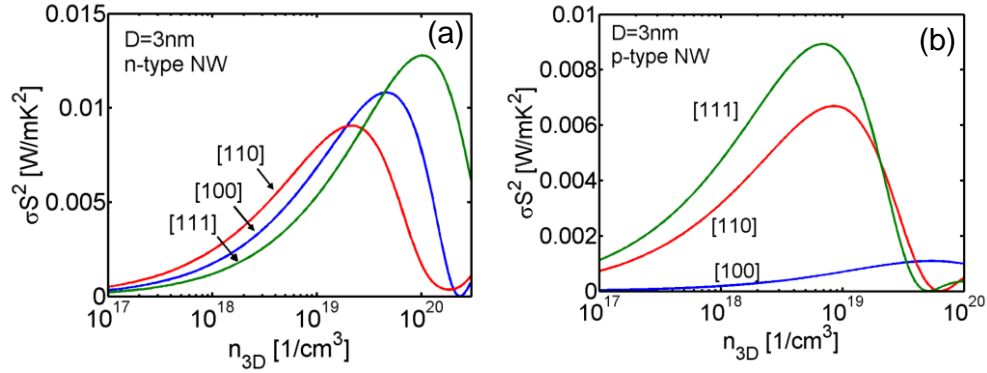 (a)
D=3nm
n-type NW
0.015
0.01
0.005
0
σS² [W/mK²]
[110]
[100]
[111]
10¹⁷
10¹⁸
10¹⁹
10²⁰
n₃D [1/cm³]
(b)
D=3nm
p-type NW
0.01
0.008
0.006
0.004
0.002
0
σS² [W/mK²]
[111]
[110]
[100]
10¹⁷
10¹⁸
10¹⁹
10²⁰
n₃D [1/cm³]